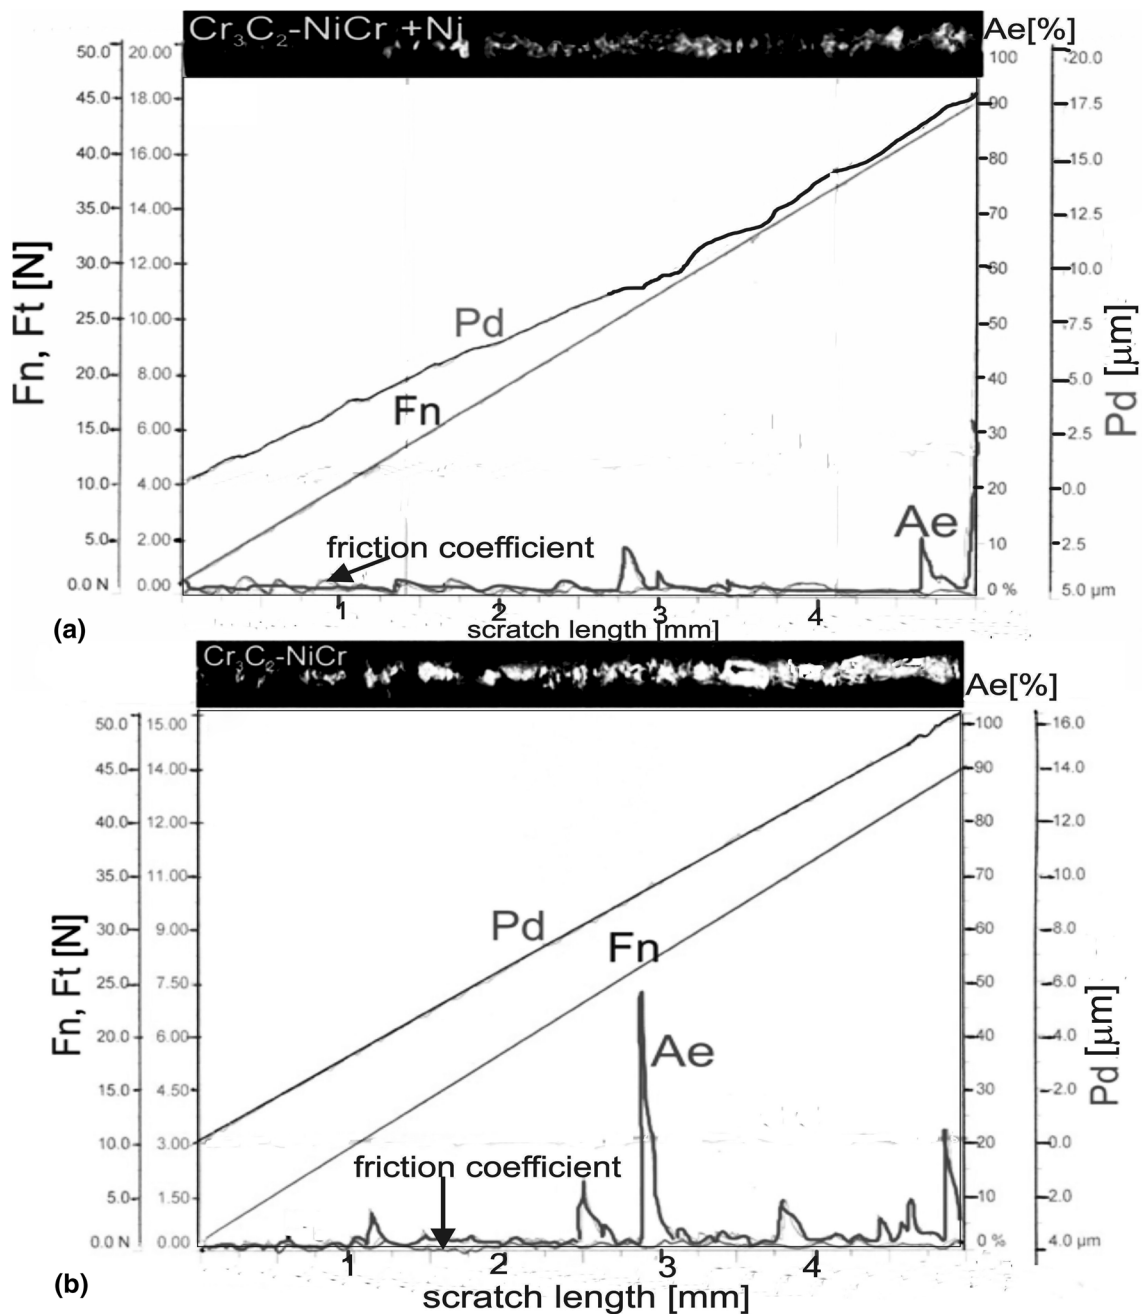 Cr3C2-NiCr +Ni
Ae[%]
50.0 20.00 100 -20.0
45.0 18.00 90 -17.5
40.0 16.00 80 -15.0
35.0 14.00 70 -12.5
30.0 12.00 60 -10.0
25.0 10.00 50 -7.5
20.0 8.00 40 -5.0
15.0 6.00 30 -2.5
10.0 4.00 20 -0.0
5.0 2.00 10 2.5
0.0 N 0.00 0 % 5.0 µm
Fn, Ft [N]
Pd
Fn
Ae
friction coefficient
Pd [µm]
1 2 3 4
scratch length [mm]
(a)
Cr3C2-NiCr
Ae[%]
50.0 15.00 100 -16.0
45.0 14.00 90 -14.0
40.0 12.00 80 -12.0
35.0 11.00 70 -10.0
30.0 9.00 60 -8.0
25.0 7.50 50 -6.0
20.0 6.00 40 -4.0
15.0 4.50 30 -2.0
10.0 3.00 20 -0.0
5.0 1.50 10 2.0
0.0 N 0.00 0 % 4.0 µm
Fn, Ft [N]
Pd
Fn
Ae
friction coefficient
Pd [µm]
1 2 3 4
scratch length [mm]
(b)